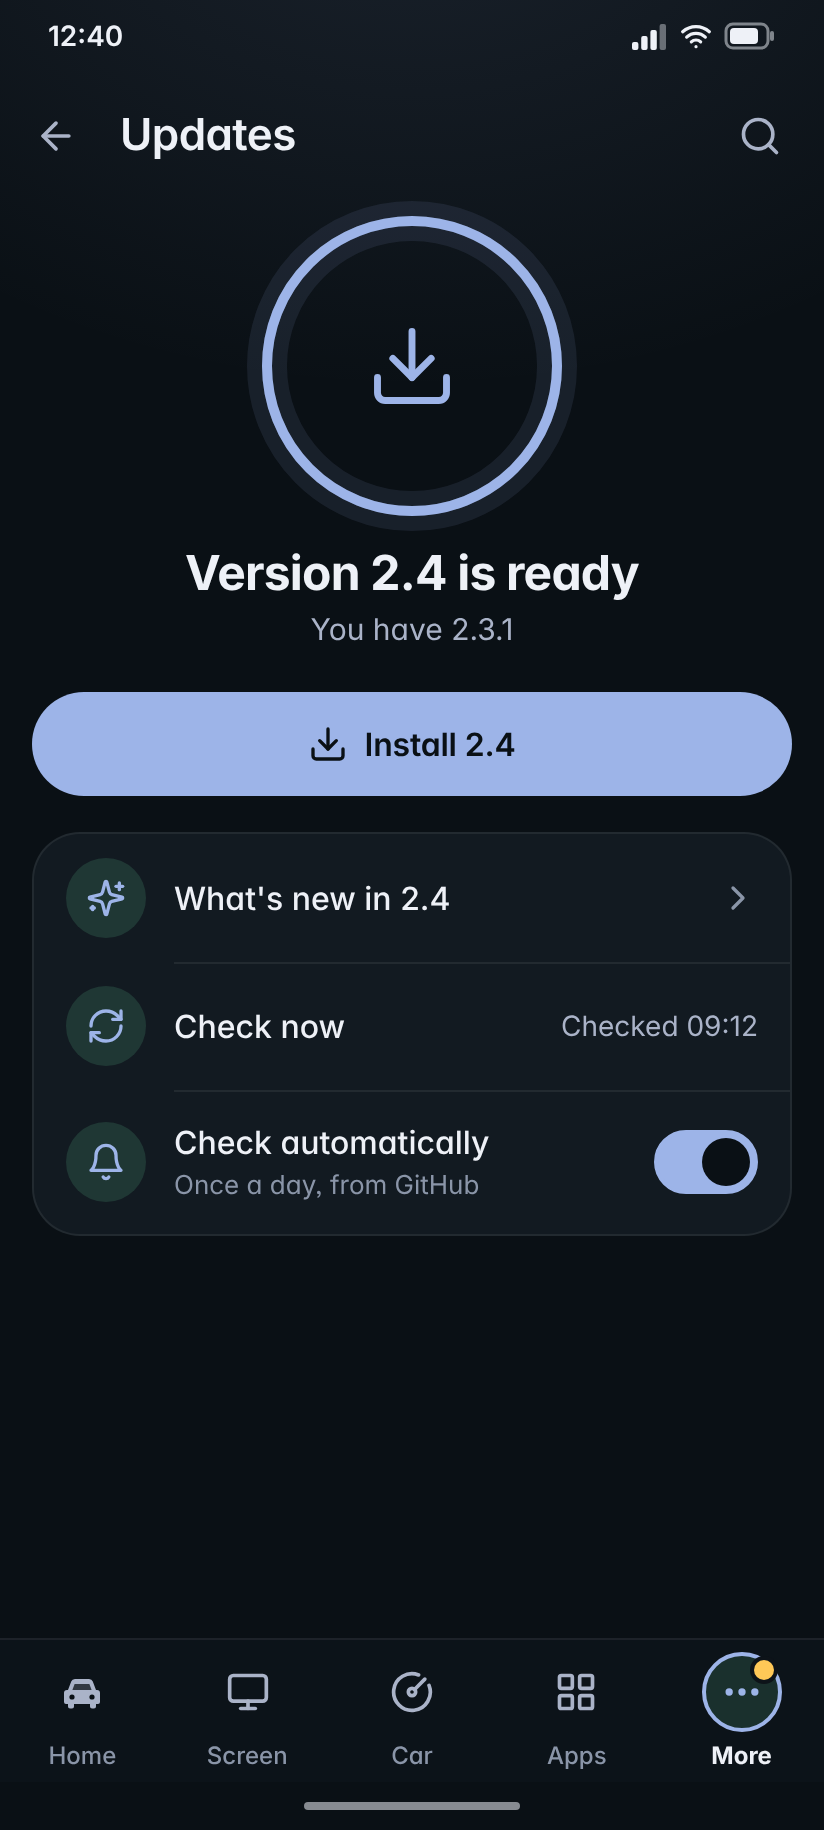 12:40
Updates
Version 2.4 is ready
You have 2.3.1
Install 2.4
What's new in 2.4
Check now
Checked 09:12
Check automatically
Once a day, from GitHub
Home
Screen
Car
Apps
More